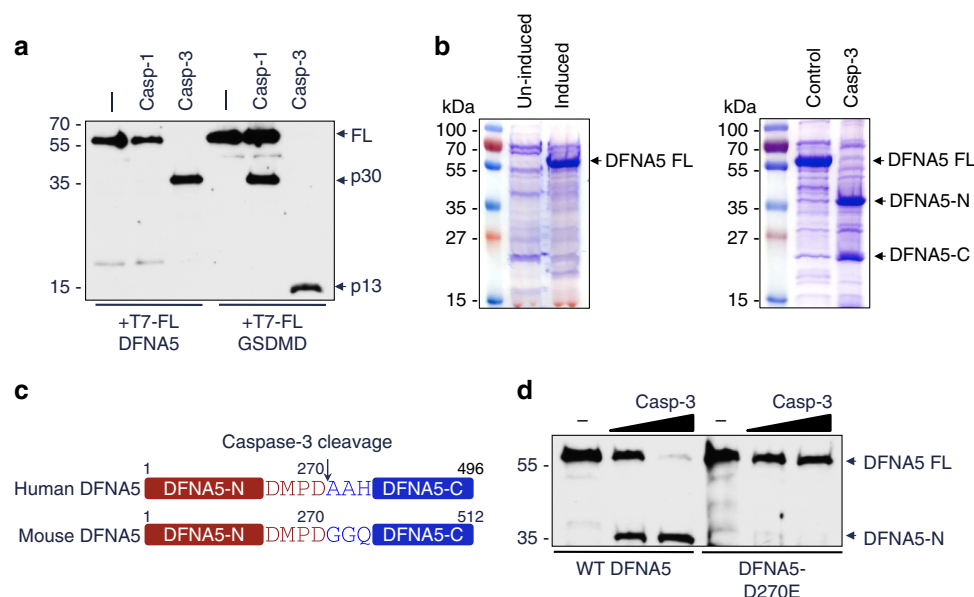 a
Casp-1
Casp-3
Casp-1
Casp-3
70 -
55 -
35 -
15 -
FL
p30
p13
+T7-FL
DFNA5
+T7-FL
GSDMD
b
Un-induced
Induced
kDa
100 -
70 -
55 -
35 -
27 -
15 -
DFNA5 FL
Control
Casp-3
kDa
100 -
70 -
55 -
35 -
27 -
15 -
DFNA5 FL
DFNA5-N
DFNA5-C
c
Caspase-3 cleavage
1 270 496
Human DFNA5 DFNA5-N DMPDAAH DFNA5-C
1 270 512
Mouse DFNA5 DFNA5-N DMPDGGQ DFNA5-C
d
Casp-3 Casp-3
– –
55 -
35 -
DFNA5 FL
DFNA5-N
WT DFNA5
DFNA5-
D270E